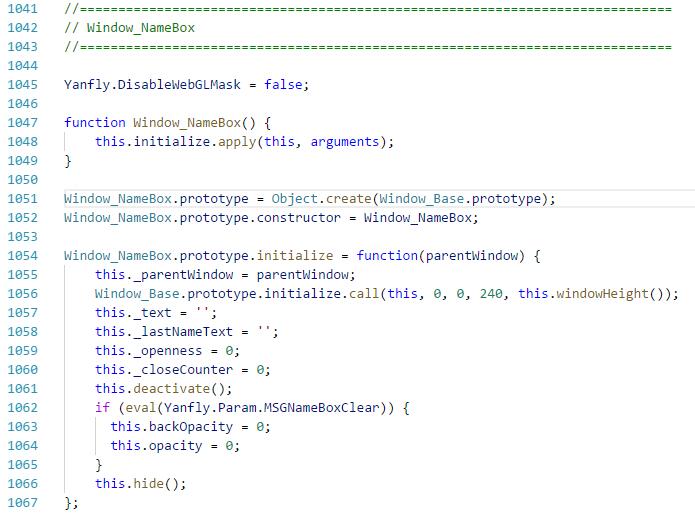 1041 //=============================================================================
1042 // Window_NameBox
1043 //=============================================================================
1044
1045 Yanfly.DisableWebGLMask = false;
1046
1047 function Window_NameBox() {
1048     this.initialize.apply(this, arguments);
1049 }
1050
1051 Window_NameBox.prototype = Object.create(Window_Base.prototype);
1052 Window_NameBox.prototype.constructor = Window_NameBox;
1053
1054 Window_NameBox.prototype.initialize = function(parentWindow) {
1055     this._parentWindow = parentWindow;
1056     Window_Base.prototype.initialize.call(this, 0, 0, 240, this.windowHeight());
1057     this._text = '';
1058     this._lastNameText = '';
1059     this._openness = 0;
1060     this._closeCounter = 0;
1061     this.deactivate();
1062     if (eval(Yanfly.Param.MSGNameBoxClear)) {
1063       this.backOpacity = 0;
1064       this.opacity = 0;
1065     }
1066     this.hide();
1067 };